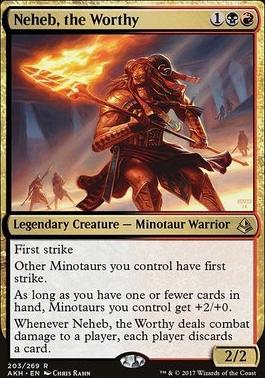 Neheb, the Worthy 1
Legendary Creature — Minotaur Warrior
First strike
Other Minotaurs you control have first
strike.
As long as you have one or fewer cards in
hand, Minotaurs you control get +2/+0.
Whenever Neheb, the Worthy deals combat
damage to a player, each player discards
a card.
2/2
203/269 R
AKH • EN Chris Rahn
™ & © 2017 Wizards of the Coast